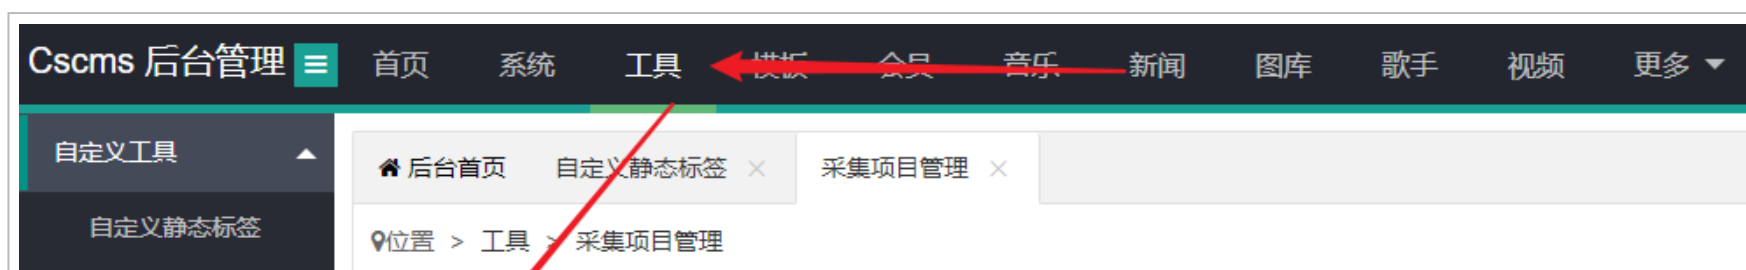 Cscms 后台管理 首页 系统 工具 模板 会员 音乐 新闻 图库 歌手 视频 更多
自定义工具
后台首页 自定义静态标签 × 采集项目管理 ×
自定义静态标签
位置 > 工具 > 采集项目管理